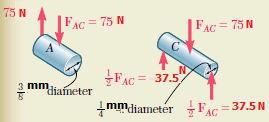 75 N
F_AC = 75 N
A
3/8 mm
diameter
F_AC = 75N
C
1/2 F_AC = 37.5 N
1/4 mm
diameter
1/2 F_AC = 37.5 N